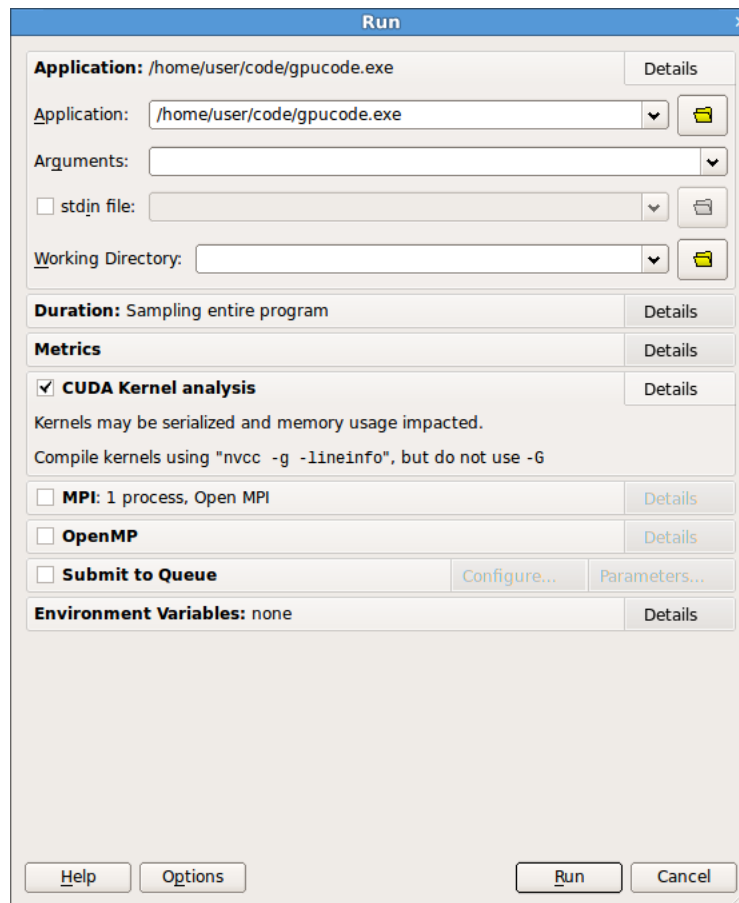 Run
Application: /home/user/code/gpucode.exe Details
Application: /home/user/code/gpucode.exe
Arguments:
stdin file:
Working Directory:
Duration: Sampling entire program Details
Metrics Details
CUDA Kernel analysis Details
Kernels may be serialized and memory usage impacted.
Compile kernels using "nvcc -g -lineinfo", but do not use -G
MPI: 1 process, Open MPI Details
OpenMP Details
Submit to Queue Configure... Parameters...
Environment Variables: none Details
Help Options Run Cancel